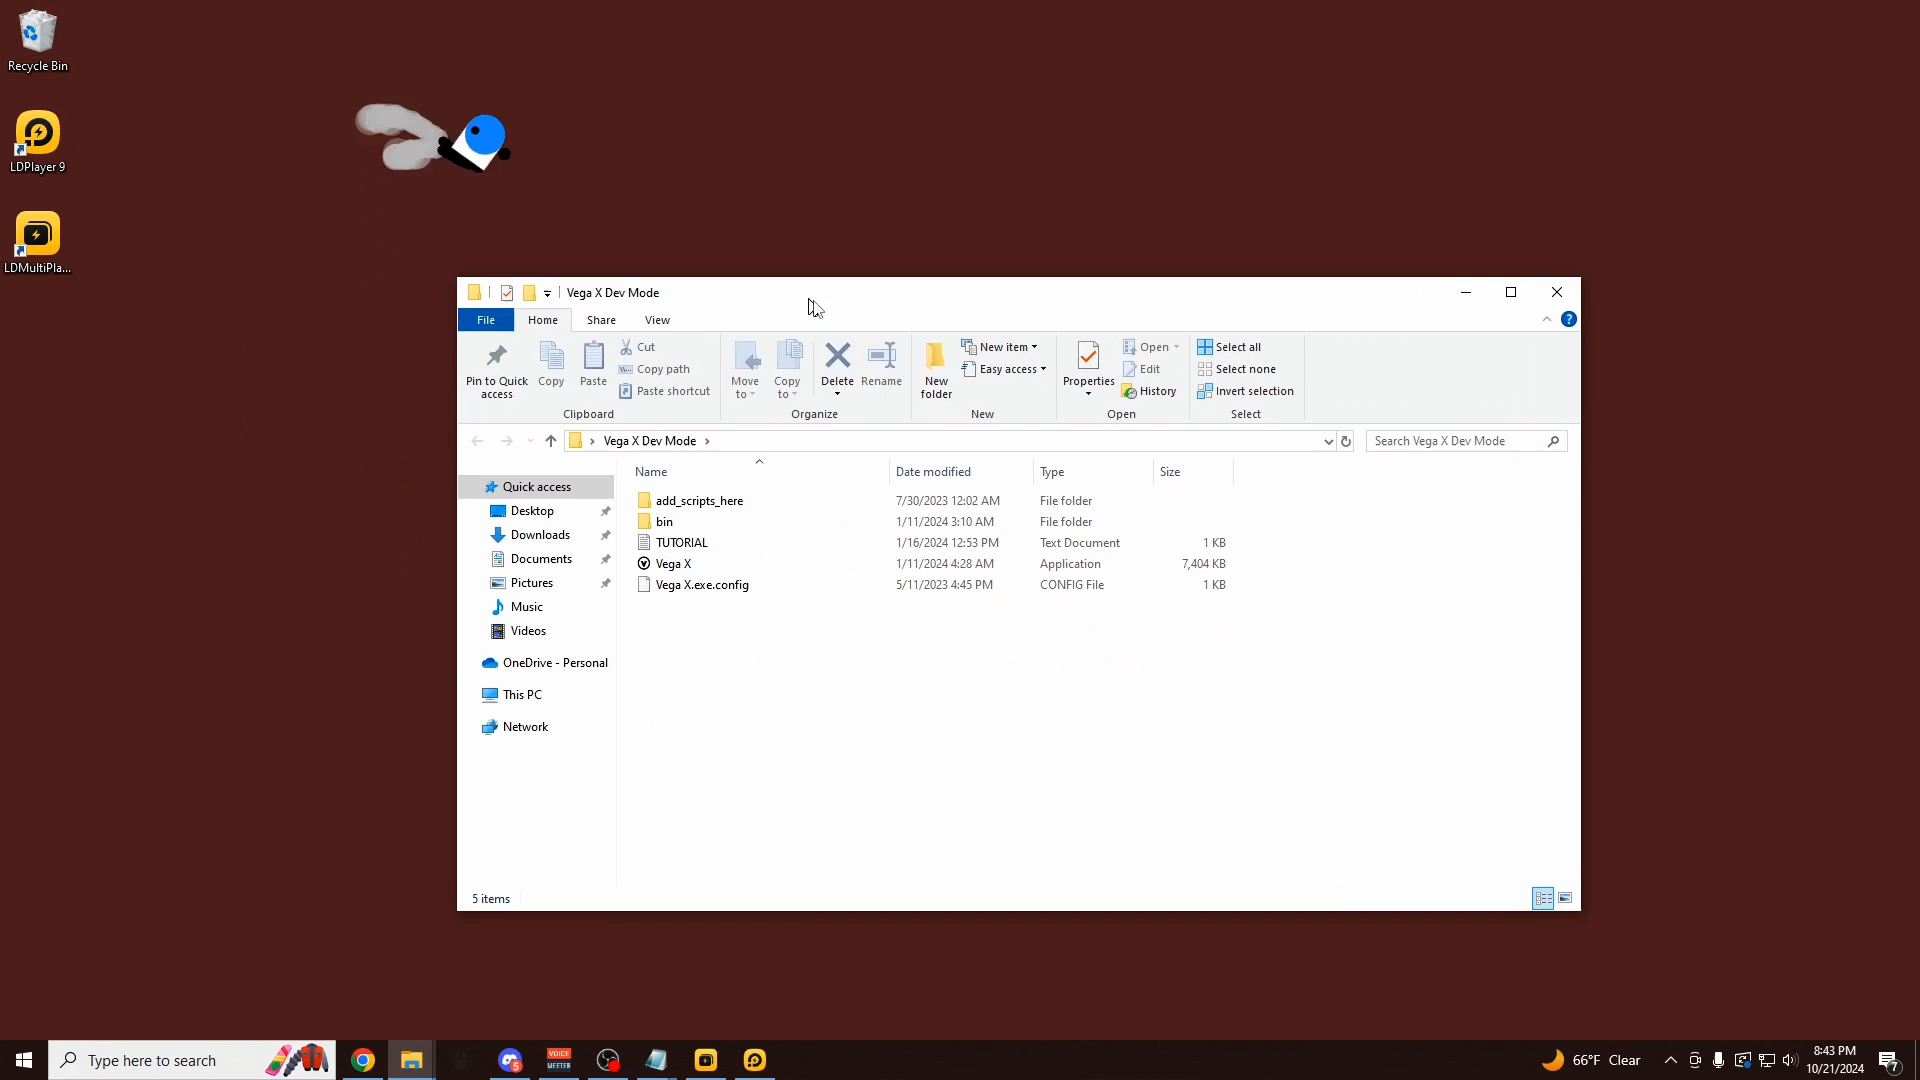 Recycle Bin
LDPlayer 9
LDMultiPla...
Vega X Dev Mode
File Home Share View
Pin to Quick access
Copy
Paste
Cut
Copy path
Paste shortcut
Clipboard
Move to
Copy to
Delete
Rename
Organize
New folder
New item
Easy access
New
Properties
Open
Edit
History
Open
Select all
Select none
Invert selection
Select
Vega X Dev Mode
Search Vega X Dev Mode
Name Date modified Type Size
Quick access
Desktop
Downloads
Documents
Pictures
Music
Videos
OneDrive - Personal
This PC
Network
add_scripts_here 7/30/2023 12:02 AM File folder
bin 1/11/2024 3:10 AM File folder
TUTORIAL 1/16/2024 12:53 PM Text Document 1 KB
Vega X 1/11/2024 4:28 AM Application 7,404 KB
Vega X.exe.config 5/11/2023 4:45 PM CONFIG File 1 KB
5 items
Type here to search
5
VOICE
MEETER
66°F Clear
8:43 PM
10/21/2024
7